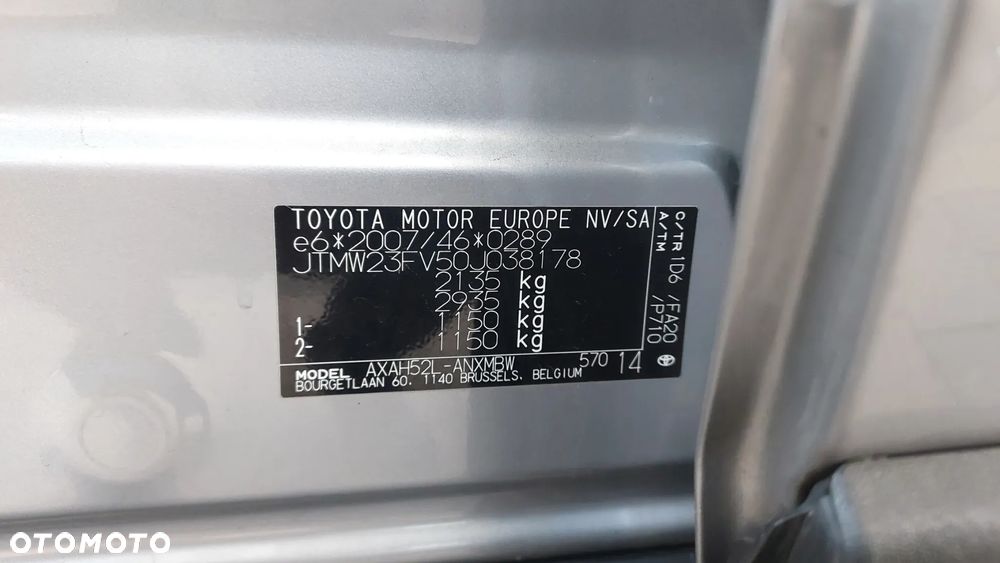 TOYOTA MOTOR EUROPE NV/SA
e6*2007/46*0289
JTMW23FV50J038178
2135 kg
2935 kg
1- 1150 kg
2- 1150 kg
MODEL AXAH52L-ANXMBW 570 14
BOURGETLAAN 60, 1140 BRUSSELS, BELGIUM
C/TR 1D6 /FA20
A/TM /P710
OTOMOTO